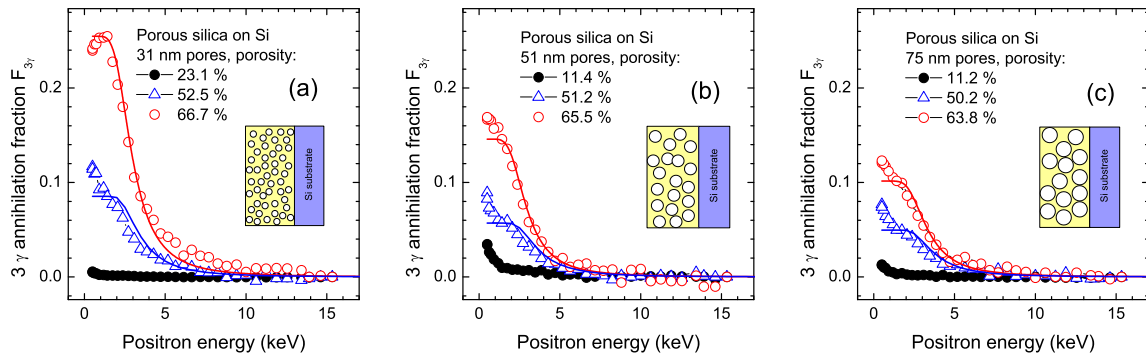 Porous silica on Si
31 nm pores, porosity:
23.1 %
52.5 %
66.7 %
(a)
Si substrate
0.2
0.1
0.0
3 γ annihilation fraction F3γ
0 5 10 15
Positron energy (keV)
Porous silica on Si
51 nm pores, porosity:
11.4 %
51.2 %
65.5 %
(b)
Si substrate
0.2
0.1
0.0
3 γ annihilation fraction F3γ
0 5 10 15
Positron energy (keV)
Porous silica on Si
75 nm pores, porosity:
11.2 %
50.2 %
63.8 %
(c)
Si substrate
0.2
0.1
0.0
3 γ annihilation fraction F3γ
0 5 10 15
Positron energy (keV)